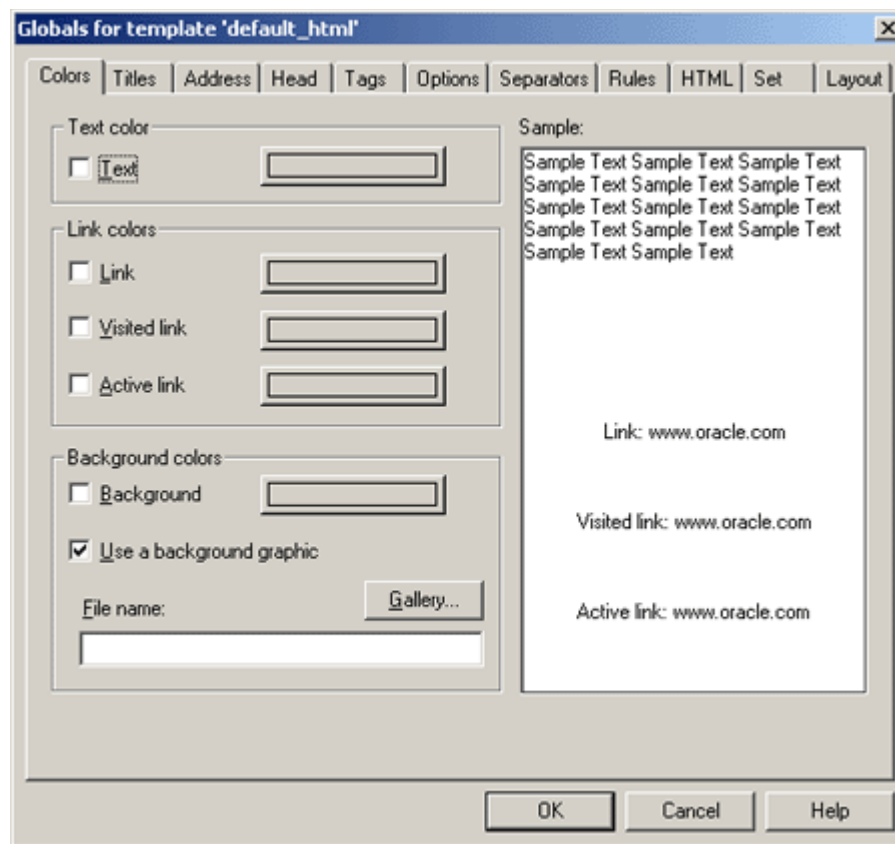 Globals for template 'default_html'
Colors Titles Address Head Tags Options Separators Rules HTML Set Layout
Text color
Text
Link colors
Link
Visited link
Active link
Background colors
Background
Use a background graphic
File name:
Gallery...
Sample:
Sample Text Sample Text Sample Text
Sample Text Sample Text Sample Text
Sample Text Sample Text Sample Text
Sample Text Sample Text Sample Text
Sample Text Sample Text
Link: www.oracle.com
Visited link: www.oracle.com
Active link: www.oracle.com
OK Cancel Help